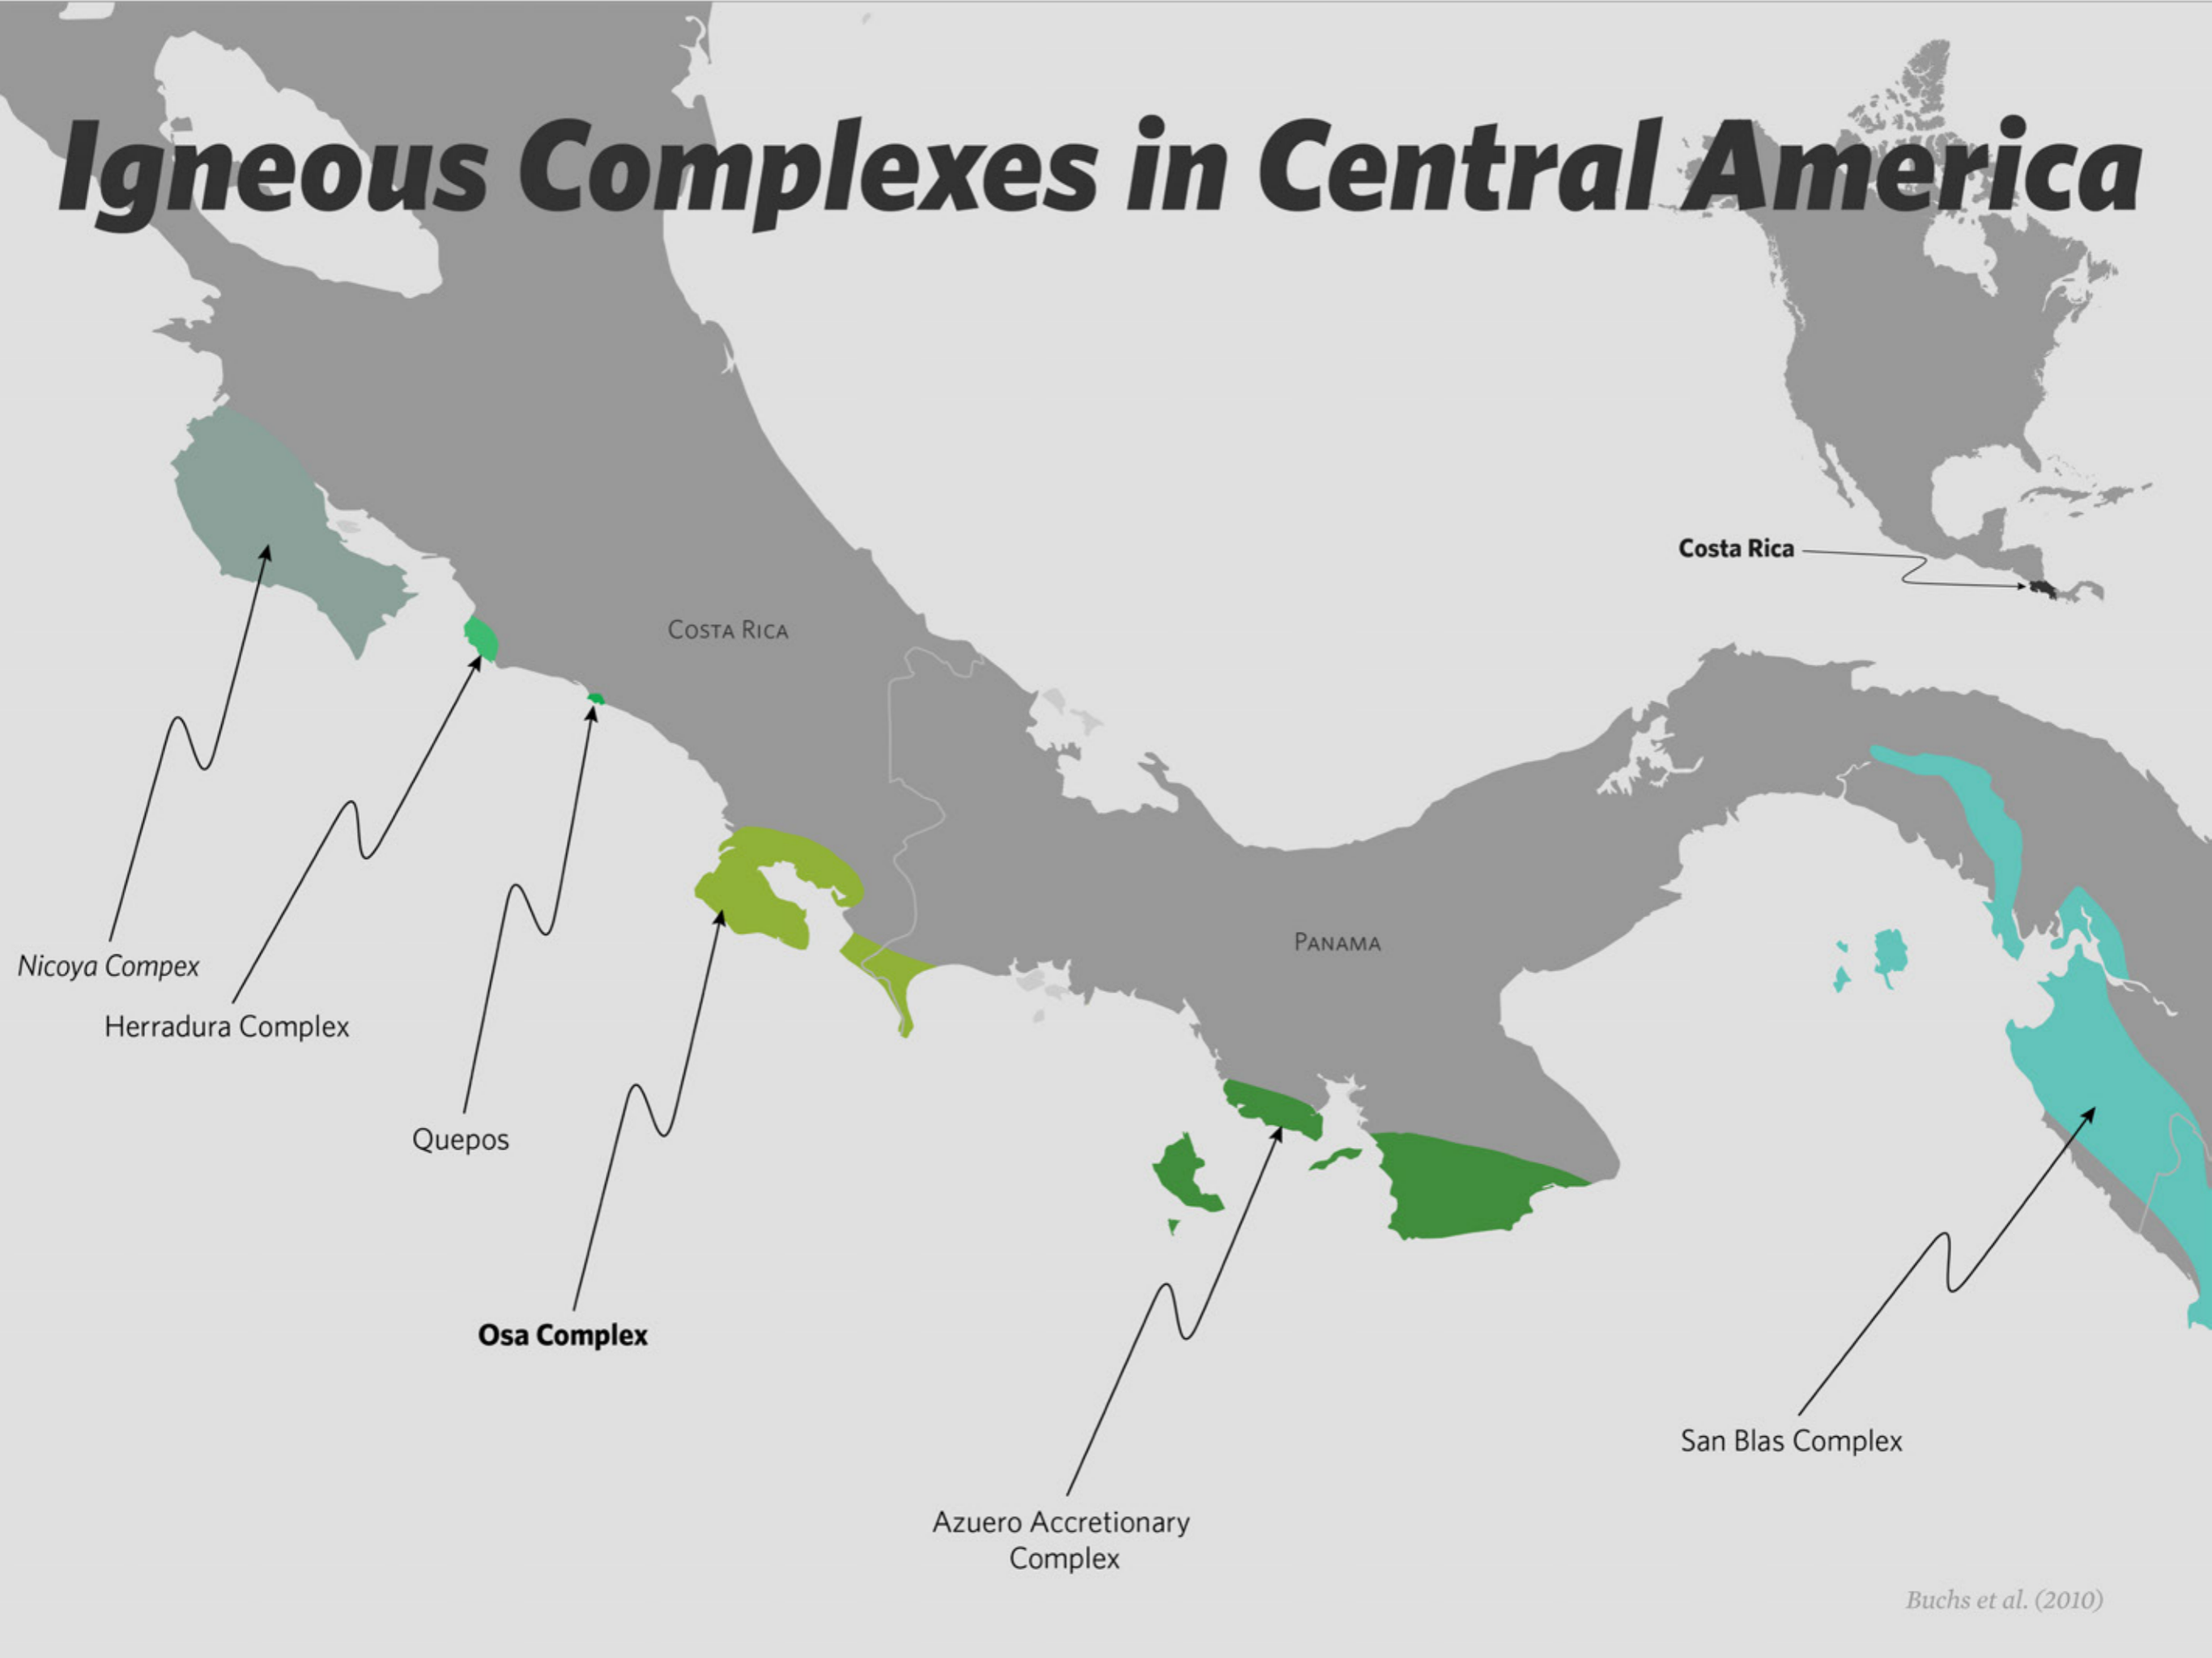 Igneous Complexes in Central America
Costa Rica
Costa Rica
Panama
Nicoya Compex
Herradura Complex
Quepos
Osa Complex
Azuero Accretionary
Complex
San Blas Complex
Buchs et al. (2010)